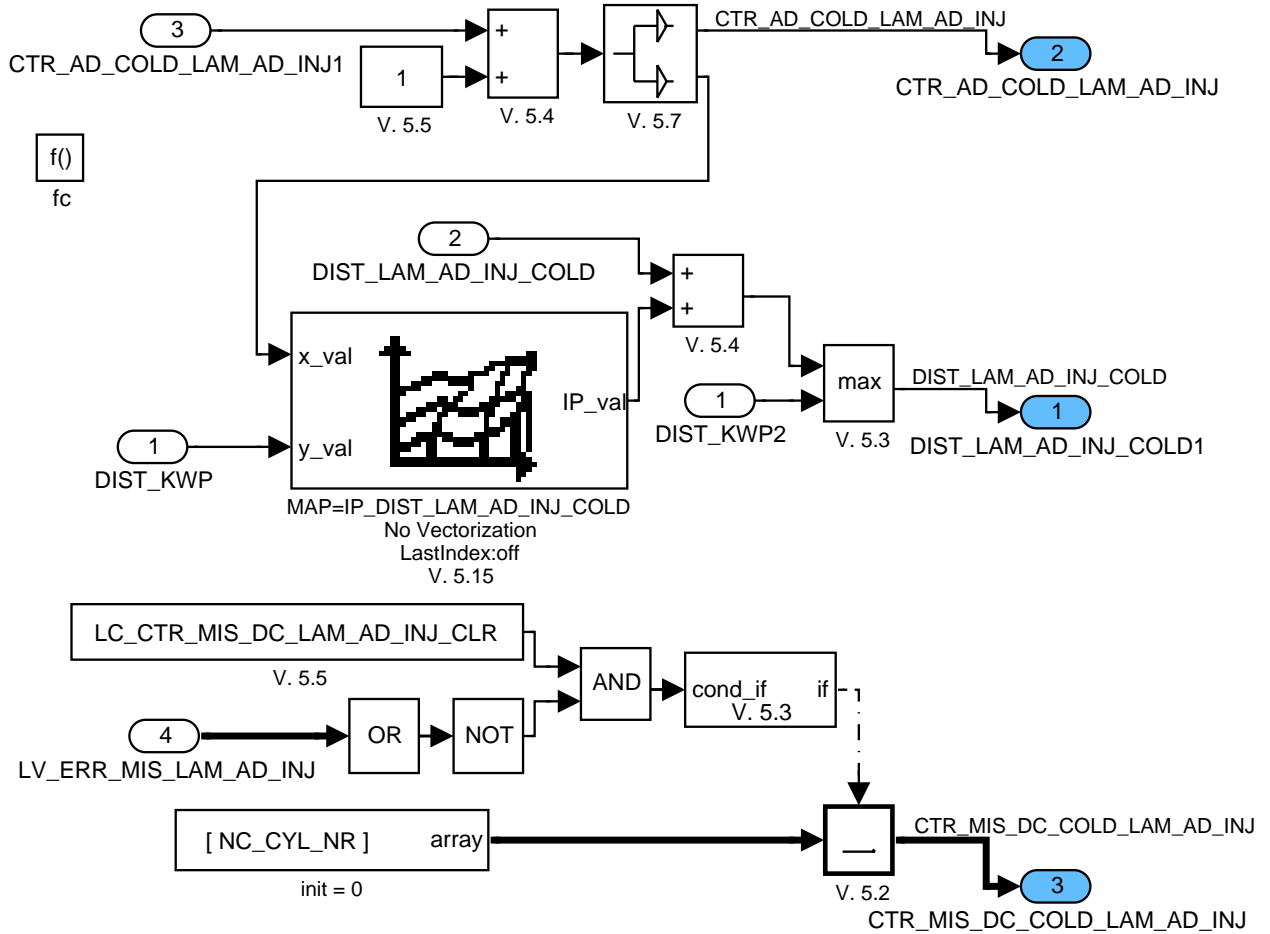 CTR_AD_COLD_LAM_AD_INJ
3
+
CTR_AD_COLD_LAM_AD_INJ1
1
+
2
CTR_AD_COLD_LAM_AD_INJ
V. 5.5
V. 5.4
V. 5.7
f()
fc
2
DIST_LAM_AD_INJ_COLD
+
+
V. 5.4
x_val
IP_val
y_val
1
DIST_KWP
MAP=IP_DIST_LAM_AD_INJ_COLD
No Vectorization
LastIndex:off
V. 5.15
1
DIST_KWP2
max
V. 5.3
DIST_LAM_AD_INJ_COLD
1
DIST_LAM_AD_INJ_COLD1
LC_CTR_MIS_DC_LAM_AD_INJ_CLR
V. 5.5
4
LV_ERR_MIS_LAM_AD_INJ
OR
NOT
AND
cond_if
if
V. 5.3
[ NC_CYL_NR ]
array
init = 0
V. 5.2
CTR_MIS_DC_COLD_LAM_AD_INJ
3
CTR_MIS_DC_COLD_LAM_AD_INJ